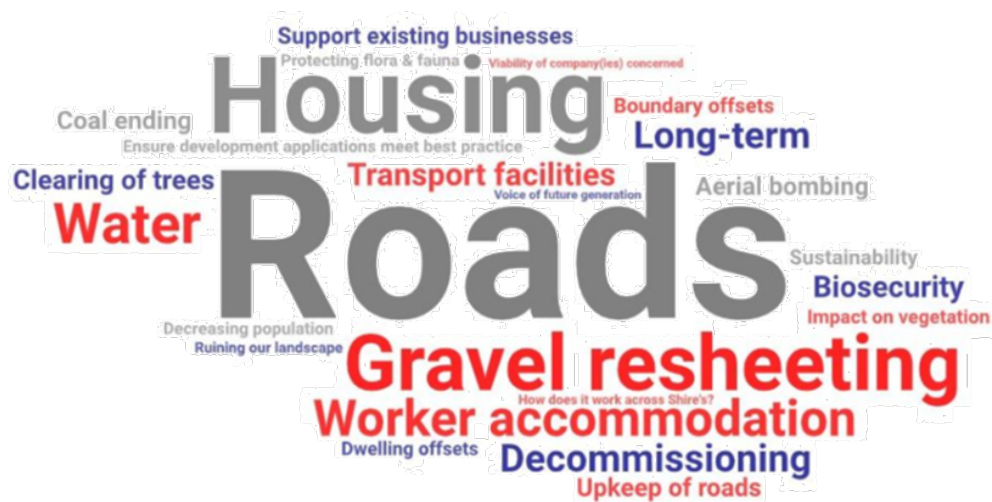 Support existing businesses
Protecting flora & fauna
Viability of company(ies) concerned
Housing
Boundary offsets
Coal ending
Long-term
Ensure development applications meet best practice
Transport facilities
Clearing of trees
Voice of future generation
Aerial bombing
Water
Roads
Sustainability
Biosecurity
Impact on vegetation
Decreasing population
Ruining our landscape
Gravel resheeting
How does it work across Shire's?
Worker accommodation
Dwelling offsets
Decommissioning
Upkeep of roads